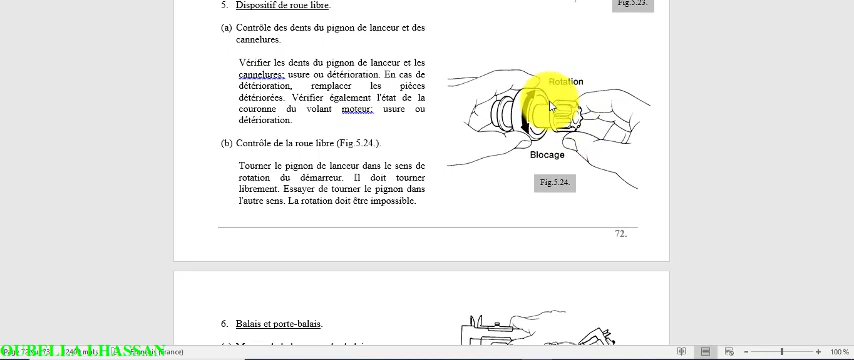 Fig.5.23.
5. Dispositif de roue libre.
(a) Contrôle des dents du pignon de lanceur et des
cannelures.
Vérifier les dents du pignon de lanceur et les
cannelures; usure ou détérioration. En cas de
détérioration, remplacer les pièces
détériorées. Vérifier également l'état de la
couronne du volant moteur; usure ou
détérioration.
(b) Contrôle de la roue libre (Fig.5.24.).
Tourner le pignon de lanceur dans le sens de
rotation du démarreur. Il doit tourner
librement. Essayer de tourner le pignon dans
l'autre sens. La rotation doit être impossible.
Rotation
Blocage
Fig.5.24.
72.
6. Balais et porte-balais.
OUBELLA LHASSAN
100 %